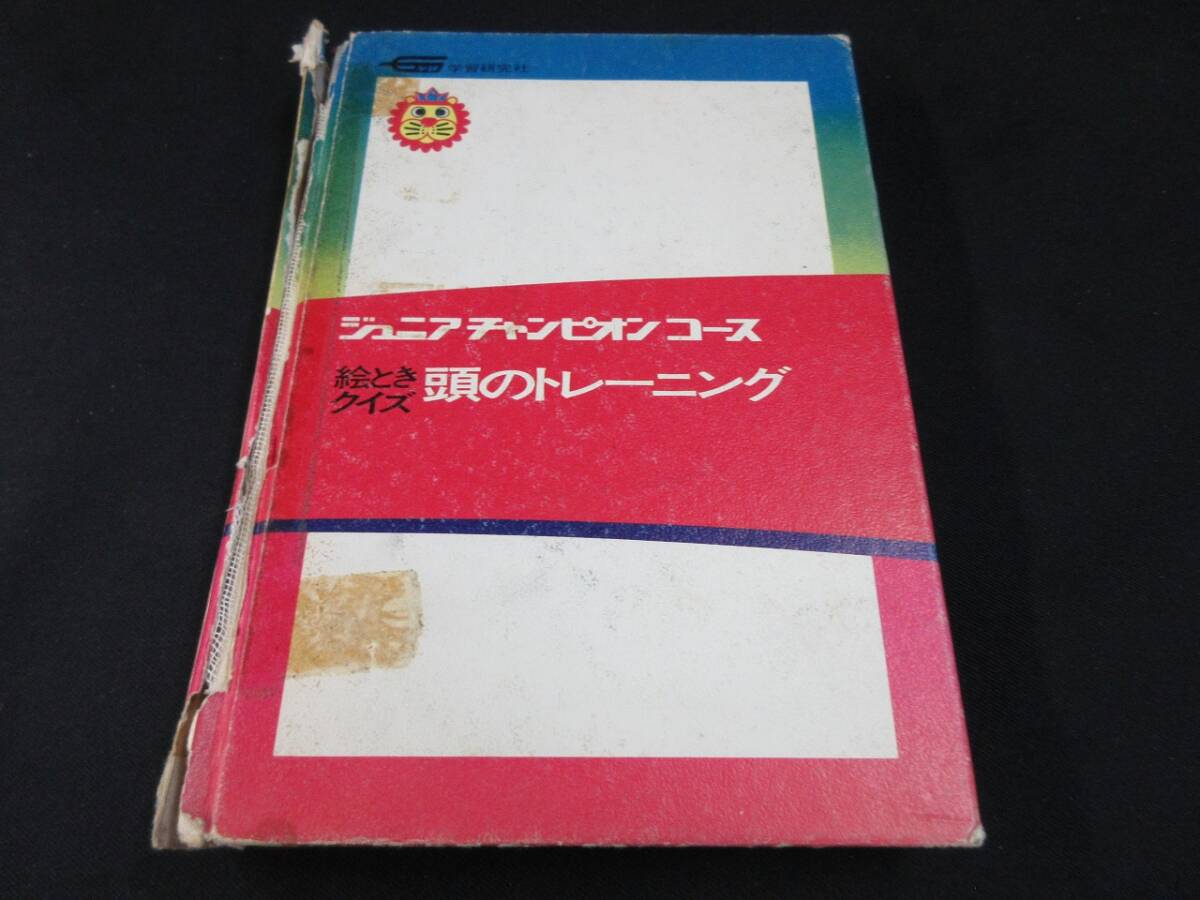 学習研究社
ジュニアチャンピオンコース
絵とき
クイズ
頭のトレーニング